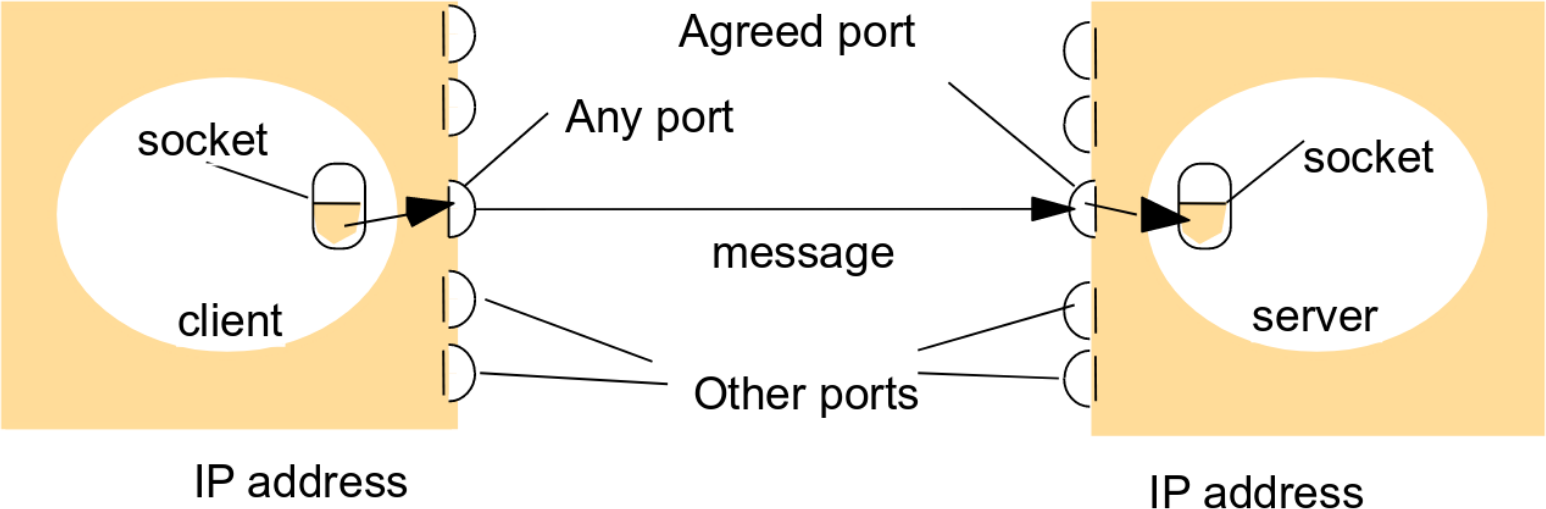 Agreed port
Any port
socket
socket
message
client
server
Other ports
IP address
IP address